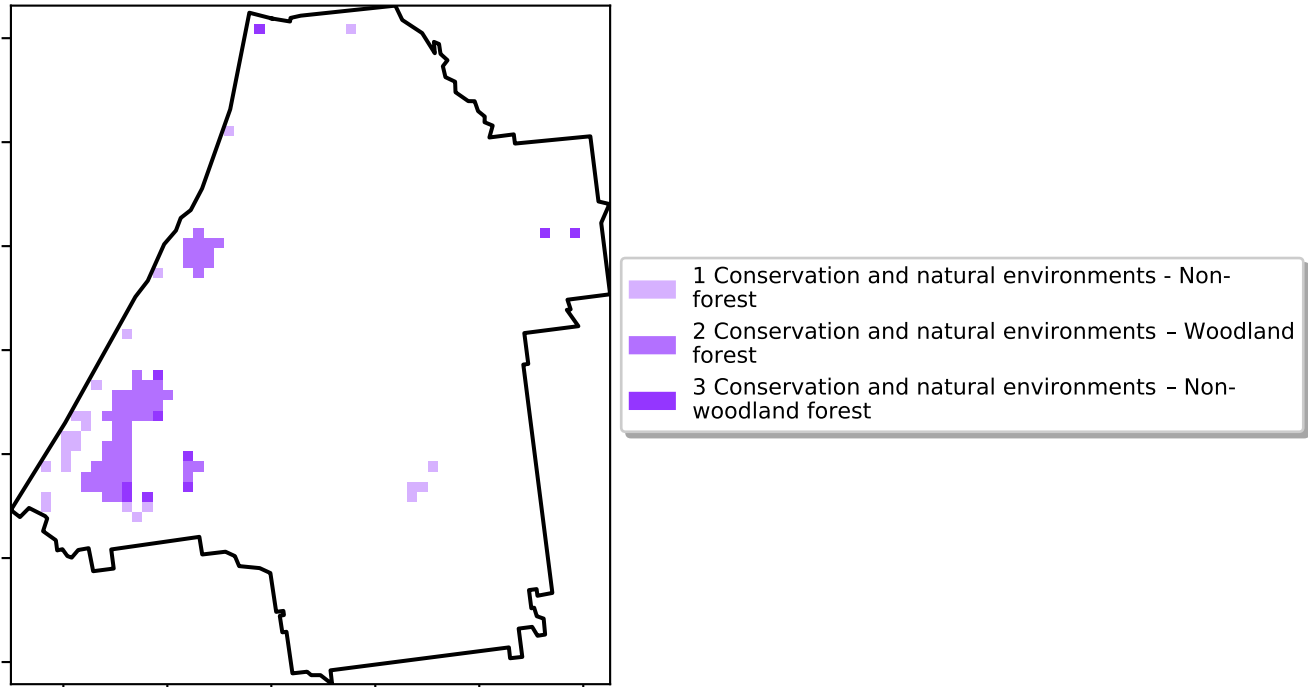 1 Conservation and natural environments - Non-
forest
2 Conservation and natural environments – Woodland
forest
3 Conservation and natural environments – Non-
woodland forest